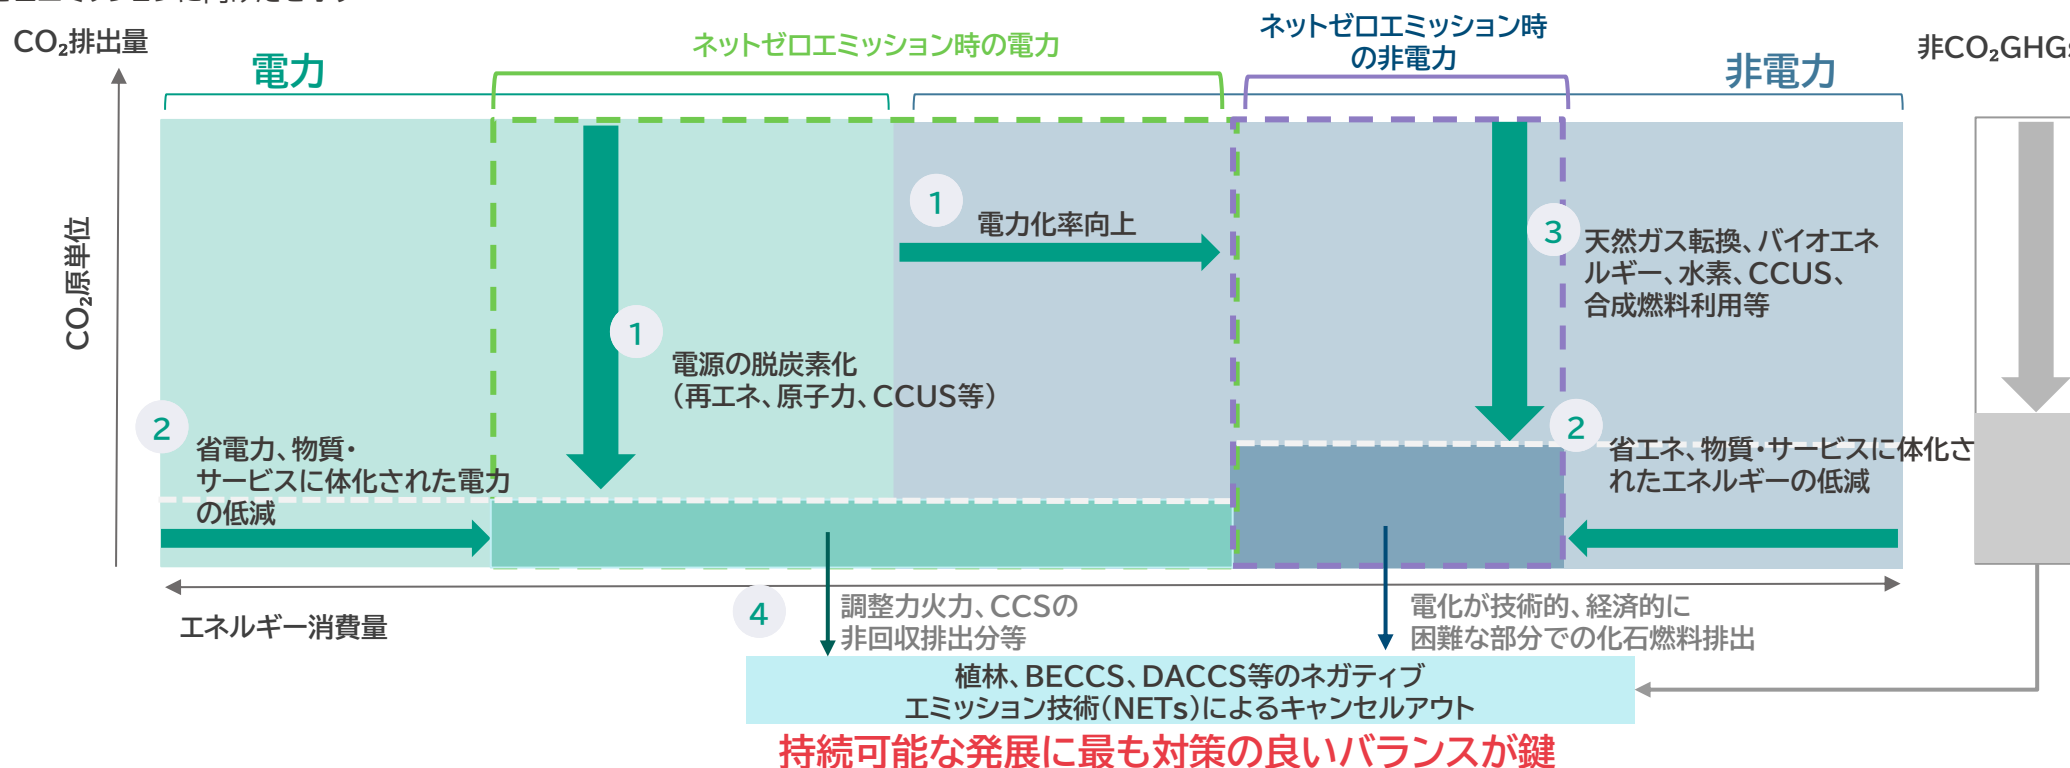 CO₂排出量
電力
ネットゼロエミッション時の電力
ネットゼロエミッション時
の非電力
非電力
非CO₂GHGs
CO₂原単位
1
電力化率向上
1
電源の脱炭素化
（再エネ、原子力、CCUS等）
3
天然ガス転換、バイオエネ
ルギー、水素、CCUS、
合成燃料利用等
2
省電力、物質・
サービスに体化された電力
の低減
2
省エネ、物質・サービスに体化さ
れたエネルギーの低減
エネルギー消費量
4
調整力火力、CCSの
非回収排出分等
電化が技術的、経済的に
困難な部分での化石燃料排出
植林、BECCS、DACCS等のネガティブ
エミッション技術（NETs）によるキャンセルアウト
持続可能な発展に最も対策の良いバランスが鍵